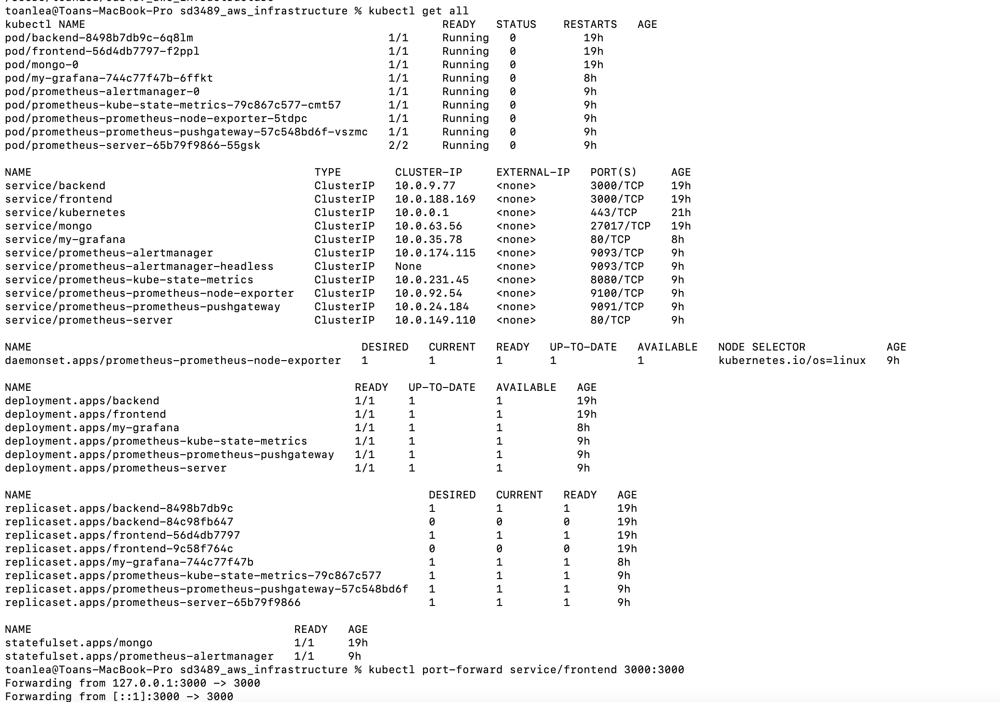 toanlea@Toans-MacBook-Pro sd3489_aws_infrastructure % kubectl get all
kubectl NAME READY STATUS RESTARTS AGE
pod/backend-8498b7db9c-6q8lm 1/1 Running 0 19h
pod/frontend-56d4db7797-f2ppl 1/1 Running 0 19h
pod/mongo-0 1/1 Running 0 19h
pod/my-grafana-744c77f47b-6ffkt 1/1 Running 0 8h
pod/prometheus-alertmanager-0 1/1 Running 0 9h
pod/prometheus-kube-state-metrics-79c867c577-cmt57 1/1 Running 0 9h
pod/prometheus-prometheus-node-exporter-5tdpc 1/1 Running 0 9h
pod/prometheus-prometheus-pushgateway-57c548bd6f-vszmc 1/1 Running 0 9h
pod/prometheus-server-65b79f9866-55gsk 2/2 Running 0 9h
NAME TYPE CLUSTER-IP EXTERNAL-IP PORT(S) AGE
service/backend ClusterIP 10.0.9.77 <none> 3000/TCP 19h
service/frontend ClusterIP 10.0.188.169 <none> 3000/TCP 19h
service/kubernetes ClusterIP 10.0.0.1 <none> 443/TCP 21h
service/mongo ClusterIP 10.0.63.56 <none> 27017/TCP 19h
service/my-grafana ClusterIP 10.0.35.78 <none> 80/TCP 8h
service/prometheus-alertmanager ClusterIP 10.0.174.115 <none> 9093/TCP 9h
service/prometheus-alertmanager-headless ClusterIP None <none> 9093/TCP 9h
service/prometheus-kube-state-metrics ClusterIP 10.0.231.45 <none> 8080/TCP 9h
service/prometheus-prometheus-node-exporter ClusterIP 10.0.92.54 <none> 9100/TCP 9h
service/prometheus-prometheus-pushgateway ClusterIP 10.0.24.184 <none> 9091/TCP 9h
service/prometheus-server ClusterIP 10.0.149.110 <none> 80/TCP 9h
NAME DESIRED CURRENT READY UP-TO-DATE AVAILABLE NODE SELECTOR AGE
daemonset.apps/prometheus-prometheus-node-exporter 1 1 1 1 1 kubernetes.io/os=linux 9h
NAME READY UP-TO-DATE AVAILABLE AGE
deployment.apps/backend 1/1 1 1 19h
deployment.apps/frontend 1/1 1 1 19h
deployment.apps/my-grafana 1/1 1 1 8h
deployment.apps/prometheus-kube-state-metrics 1/1 1 1 9h
deployment.apps/prometheus-prometheus-pushgateway 1/1 1 1 9h
deployment.apps/prometheus-server 1/1 1 1 9h
NAME DESIRED CURRENT READY AGE
replicaset.apps/backend-8498b7db9c 1 1 1 19h
replicaset.apps/backend-84c98fb647 0 0 0 19h
replicaset.apps/frontend-56d4db7797 1 1 1 19h
replicaset.apps/frontend-9c58f764c 0 0 0 19h
replicaset.apps/my-grafana-744c77f47b 1 1 1 8h
replicaset.apps/prometheus-kube-state-metrics-79c867c577 1 1 1 9h
replicaset.apps/prometheus-prometheus-pushgateway-57c548bd6f 1 1 1 9h
replicaset.apps/prometheus-server-65b79f9866 1 1 1 9h
NAME READY AGE
statefulset.apps/mongo 1/1 19h
statefulset.apps/prometheus-alertmanager 1/1 9h
toanlea@Toans-MacBook-Pro sd3489_aws_infrastructure % kubectl port-forward service/frontend 3000:3000
Forwarding from 127.0.0.1:3000 -> 3000
Forwarding from [::1]:3000 -> 3000